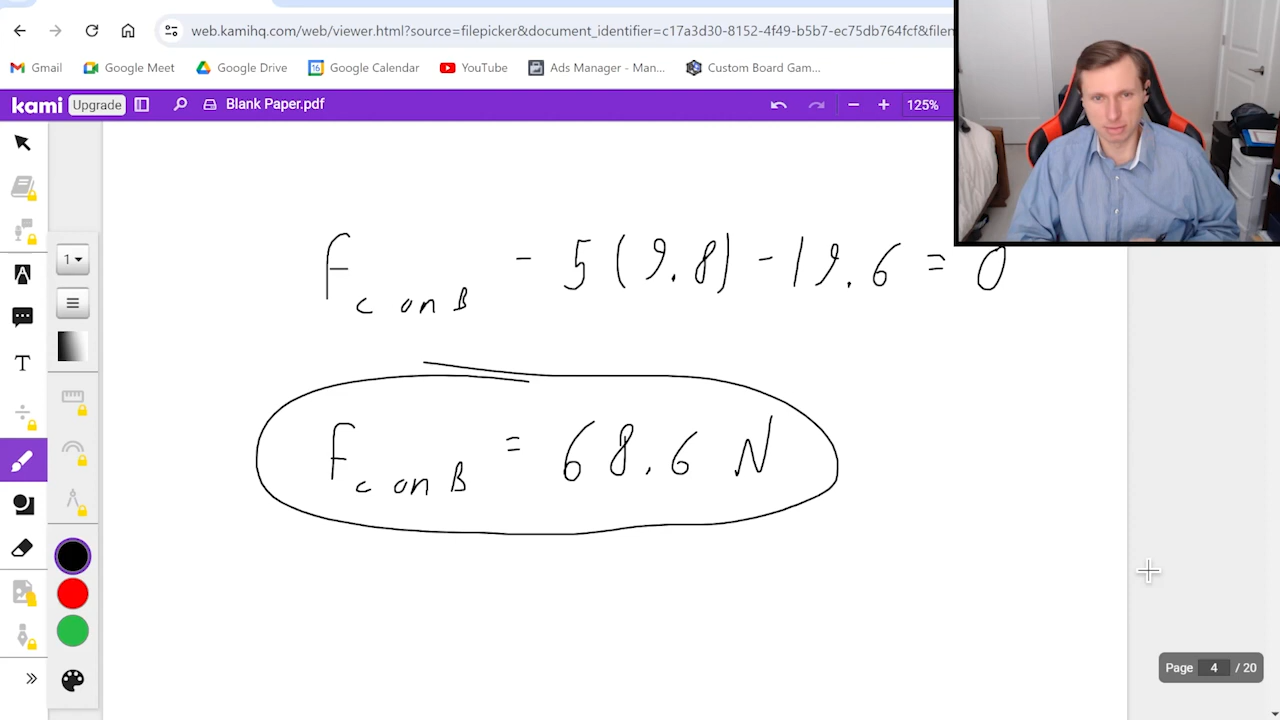 web.kamihq.com/web/viewer.html?source=filepicker&document_identifier=c17a3d30-8152-4f49-b5b7-ec75db764fcf&filen
Gmail Google Meet Google Drive 16 Google Calendar YouTube Ads Manager - Man... Custom Board Gam...
kami Upgrade Blank Paper.pdf 125%
1
A
T
F c on B - 5(9.8) - 19.6 = 0
F c on B = 68.6 N
Page 4 / 20